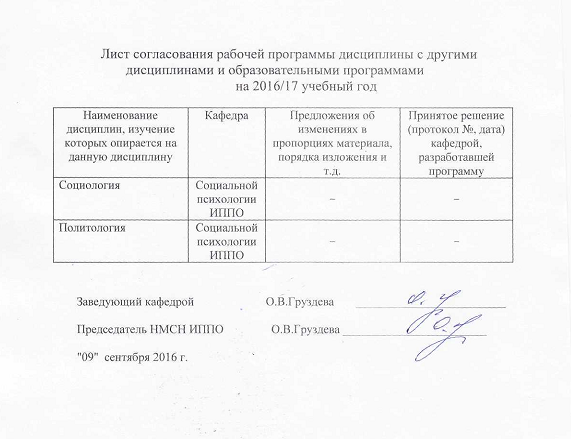 Лист согласования рабочей программы дисциплины с другими
дисциплинами и образовательными программами
на 2016/17 учебный год
Наименование
дисциплин, изучение
которых опирается на
данную дисциплину
Кафедра
Предложения об
изменениях в
пропорциях материала,
порядка изложения и
т.д.
Принятое решение
(протокол №, дата)
кафедрой,
разработавшей
программу
Социология
Социальной
психологии
ИППО
–
–
Политология
Социальной
психологии
ИППО
–
–
Заведующий кафедрой О.В.Груздева
Председатель НМСН ИППО О.В.Груздева
"09" сентября 2016 г.